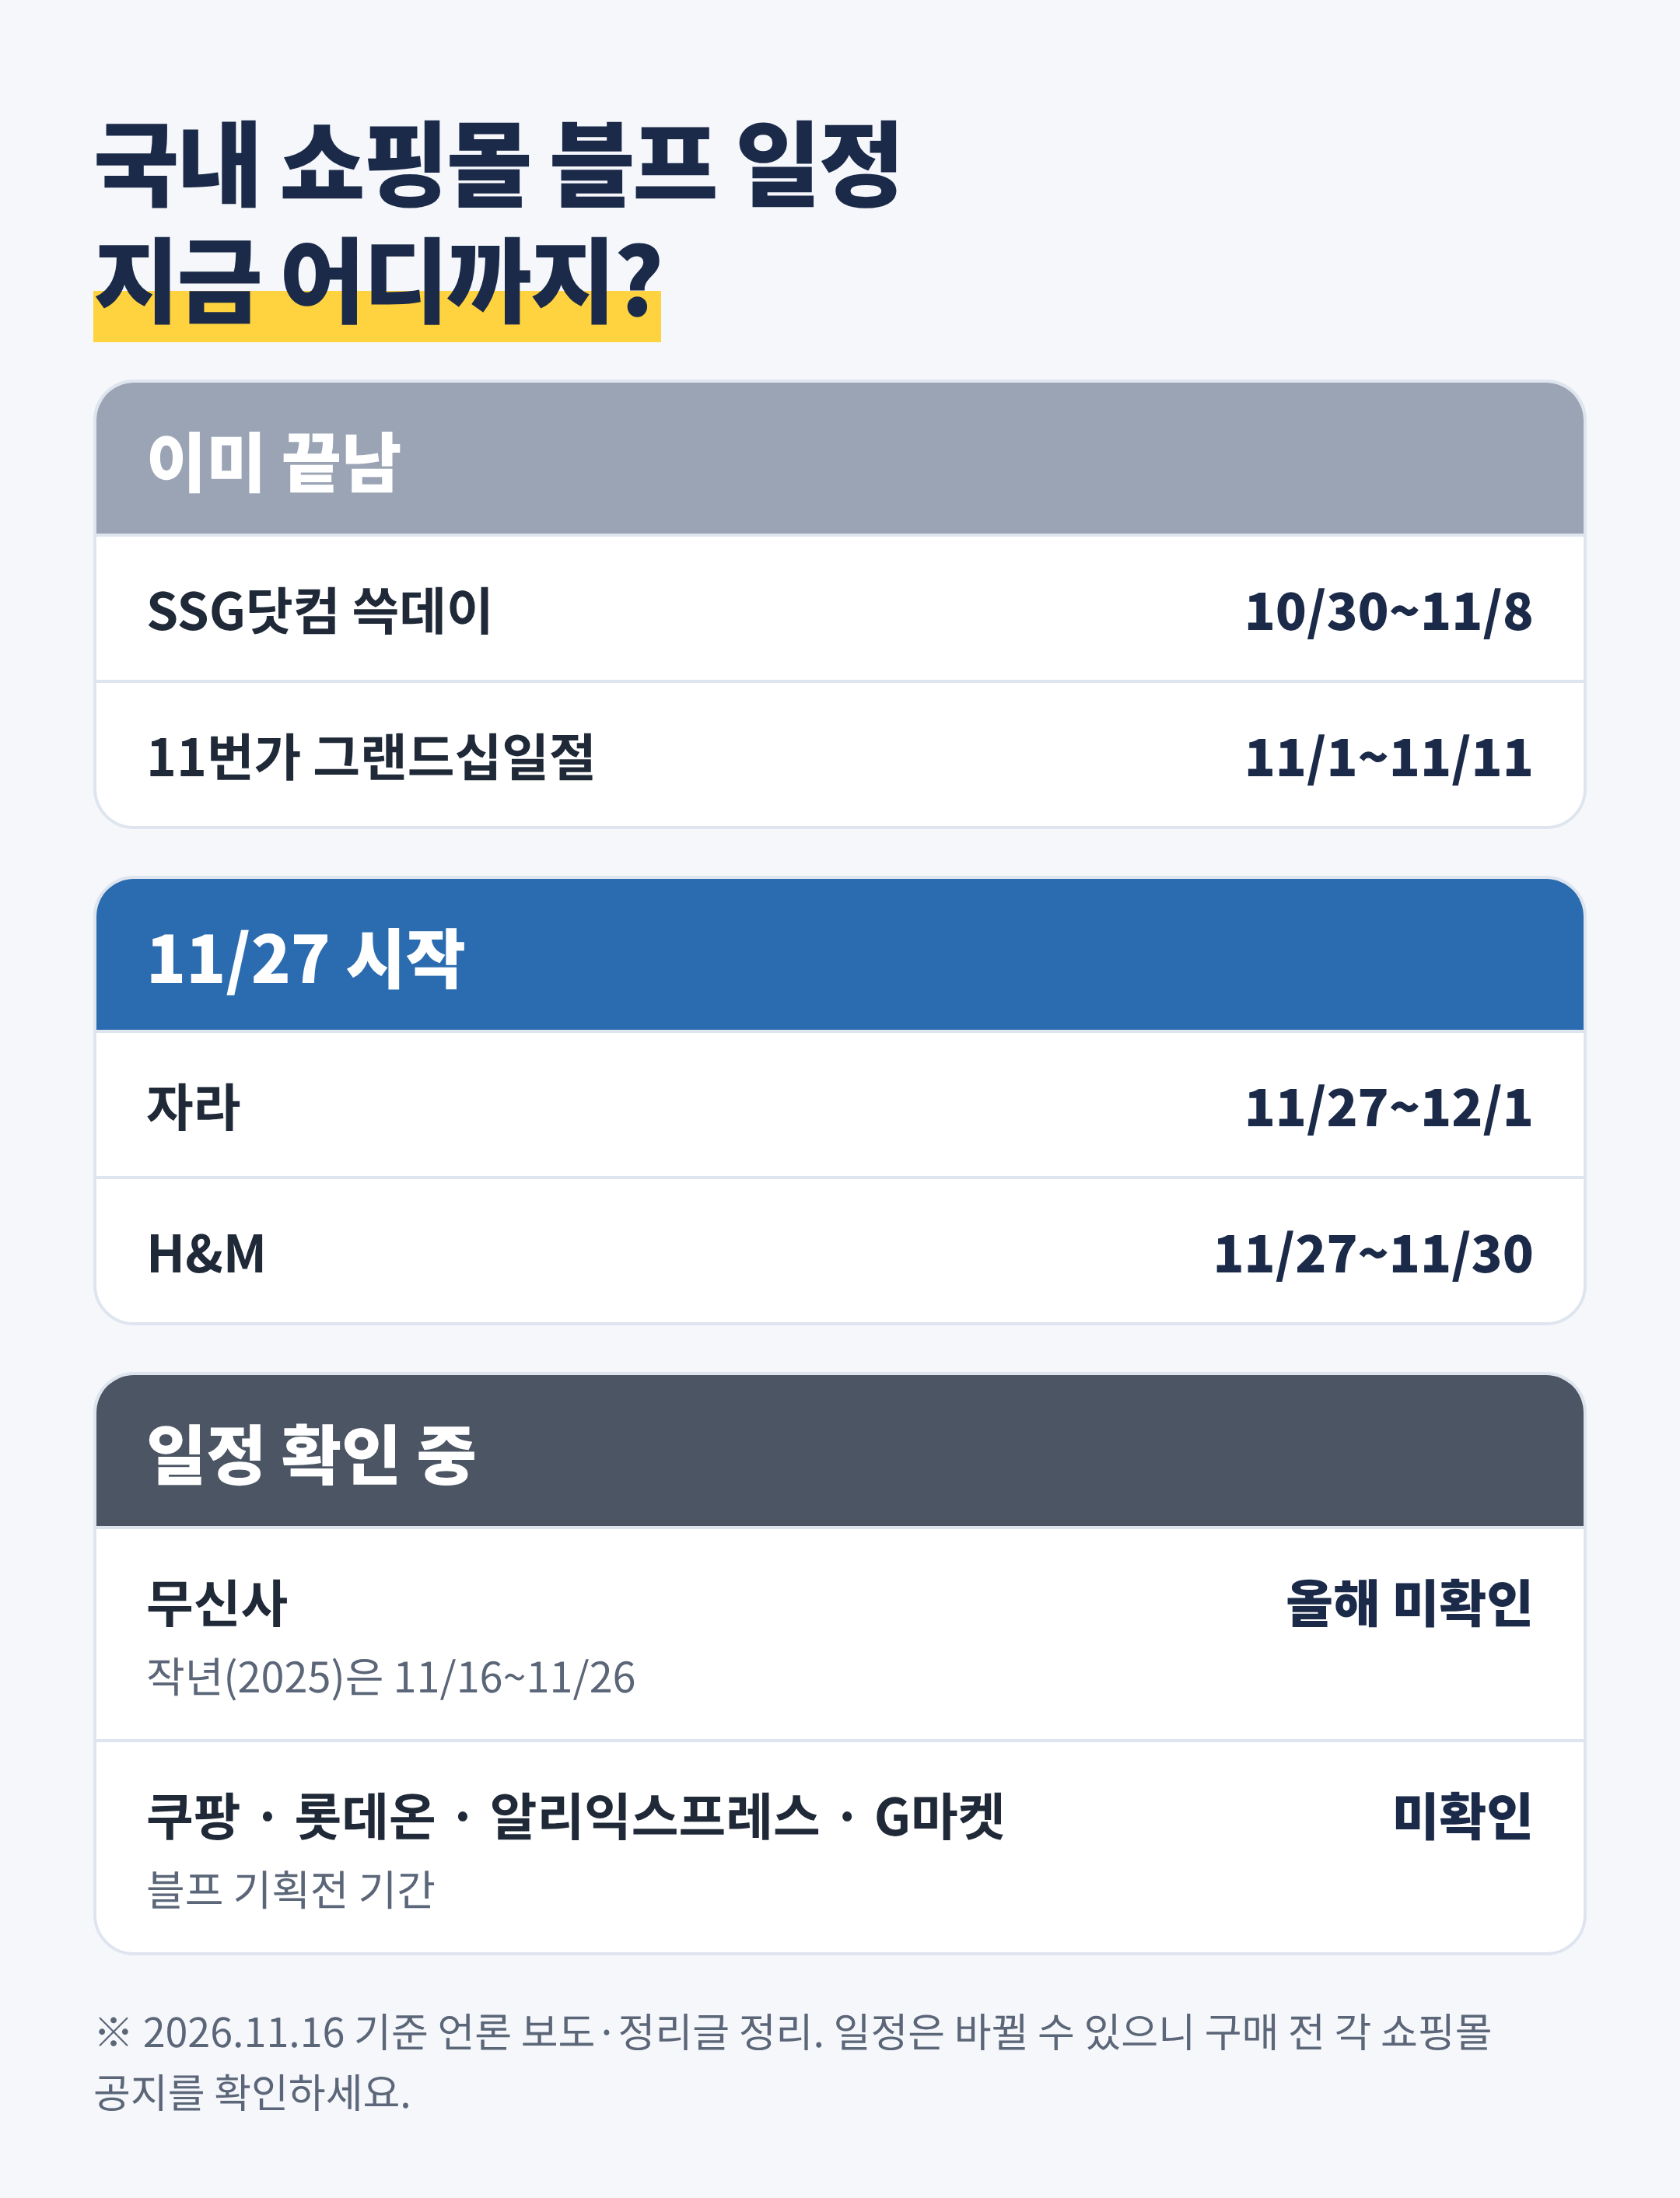 국내 쇼핑몰 블프 일정
지금 어디까지?
이미 끝남
SSG닷컴 쓱데이 10/30~11/8
11번가 그랜드십일절 11/1~11/11
11/27 시작
자라 11/27~12/1
H&M 11/27~11/30
일정 확인 중
무신사 올해 미확인
작년(2025)은 11/16~11/26
쿠팡 · 롯데온 · 알리익스프레스 · G마켓 미확인
블프 기획전 기간
※ 2026.11.16 기준 언론 보도·정리글 정리. 일정은 바뀔 수 있으니 구매 전 각 쇼핑몰
공지를 확인하세요.